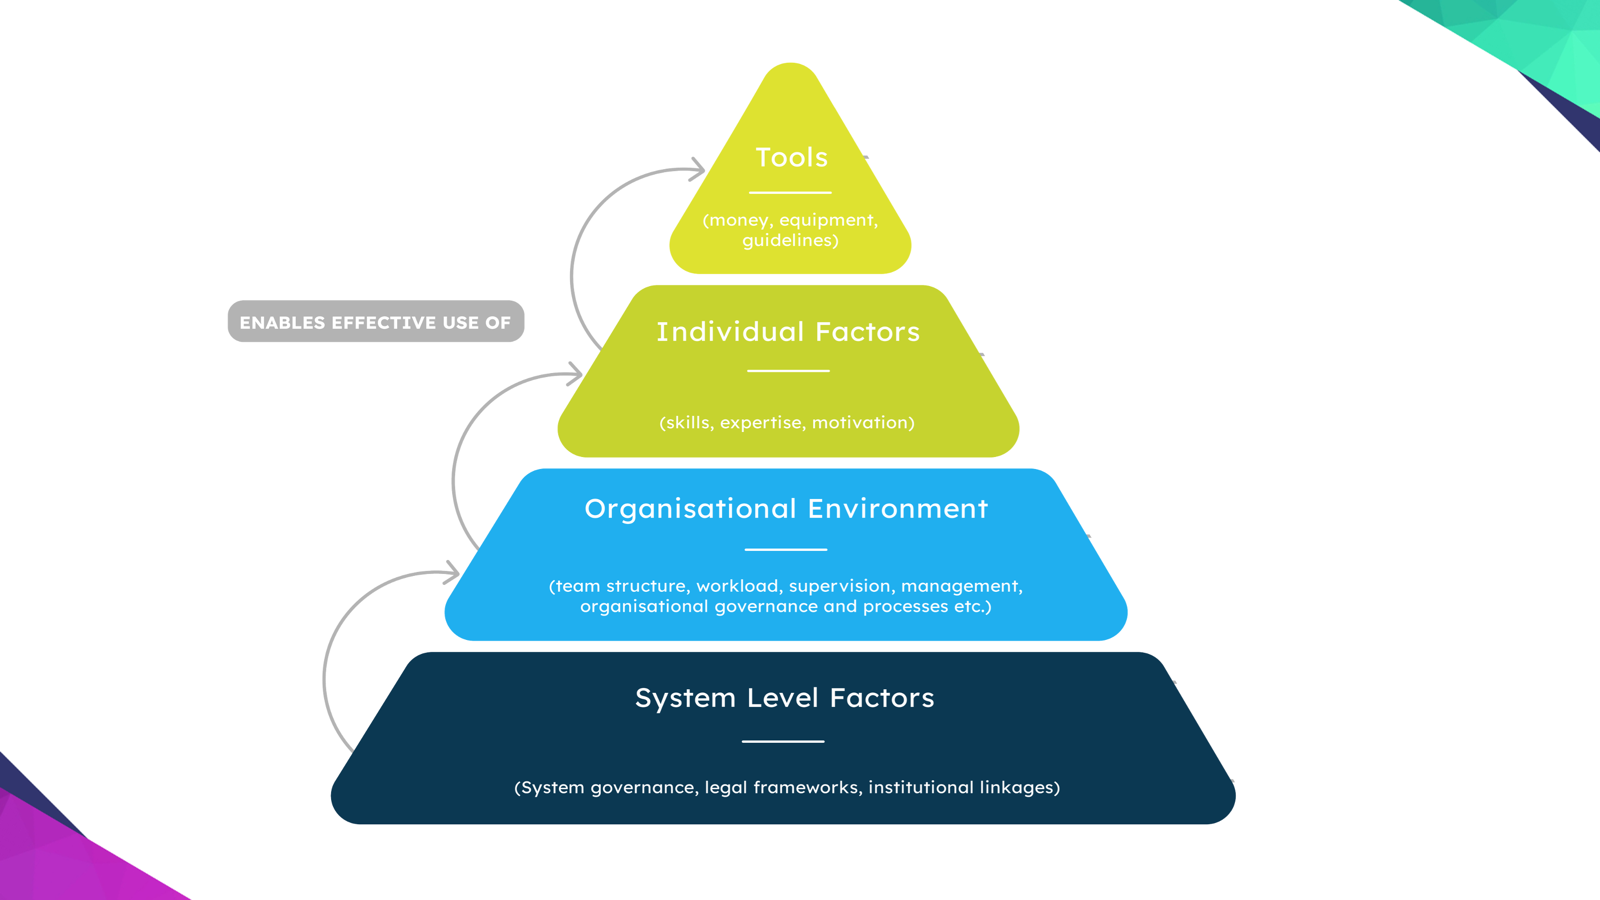 Tools
(money, equipment,
guidelines)
ENABLES EFFECTIVE USE OF
Individual Factors
(skills, expertise, motivation)
Organisational Environment
(team structure, workload, supervision, management,
organisational governance and processes etc.)
System Level Factors
(System governance, legal frameworks, institutional linkages)